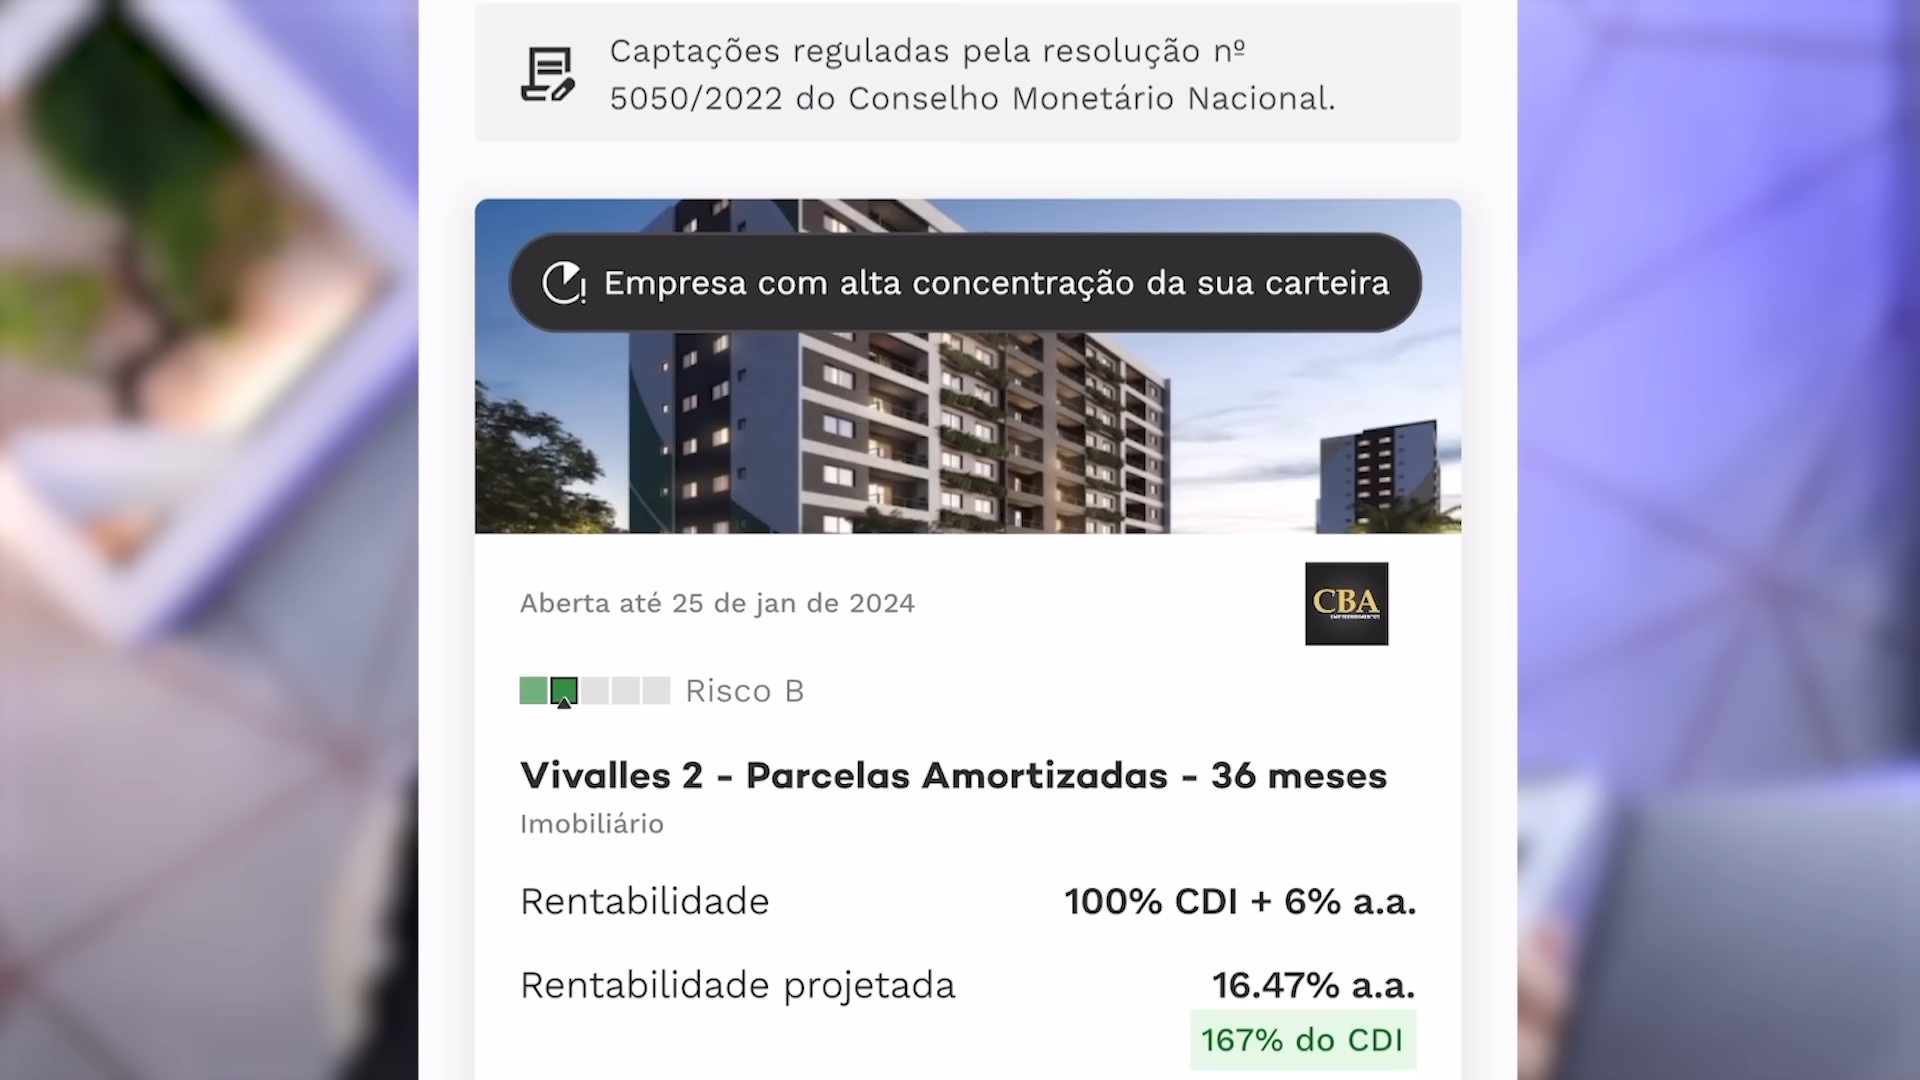 Captações reguladas pela resolução nº
5050/2022 do Conselho Monetário Nacional.
Empresa com alta concentração da sua carteira
Aberta até 25 de jan de 2024
CBA
Risco B
Vivalles 2 - Parcelas Amortizadas - 36 meses
Imobiliário
Rentabilidade
100% CDI + 6% a.a.
Rentabilidade projetada
16.47% a.a.
167% do CDI